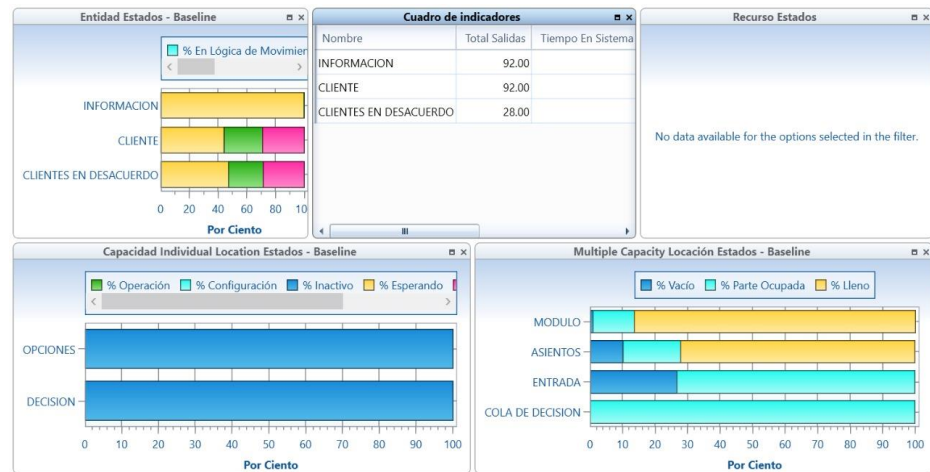 Entidad Estados - Baseline
% En Lógica de Movimier
INFORMACION
CLIENTE
CLIENTES EN DESACUERDO
0 20 40 60 80 10
Por Ciento
Cuadro de indicadores
Nombre Total Salidas Tiempo En Sistema
INFORMACION 92.00
CLIENTE 92.00
CLIENTES EN DESACUERDO 28.00
Recurso Estados
No data available for the options selected in the filter.
Capacidad Individual Location Estados - Baseline
% Operación % Configuración % Inactivo % Esperando
OPCIONES
DECISION
0 10 20 30 40 50 60 70 80 90 100
Por Ciento
Multiple Capacity Locación Estados - Baseline
% Vacío % Parte Ocupada % Lleno
MODULO
ASIENTOS
ENTRADA
COLA DE DECISION
0 10 20 30 40 50 60 70 80 90 100
Por Ciento